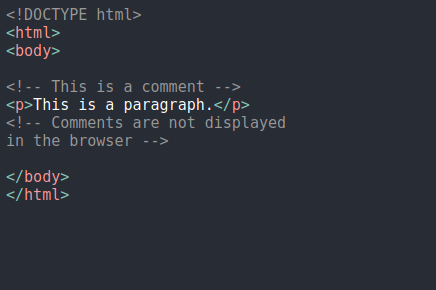 <!DOCTYPE html>
<html>
<body>
<!-- This is a comment -->
<p>This is a paragraph.</p>
<!-- Comments are not displayed
in the browser -->
</body>
</html>